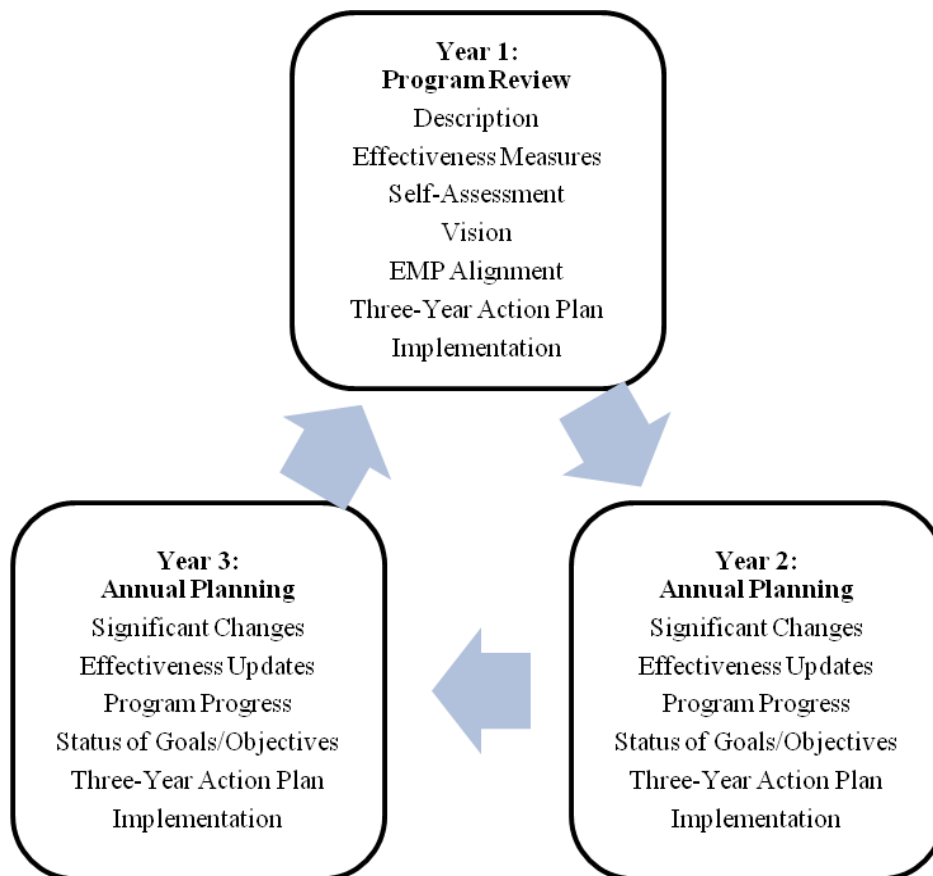 Year 1:
Program Review
Description
Effectiveness Measures
Self-Assessment
Vision
EMP Alignment
Three-Year Action Plan
Implementation
Year 3:
Annual Planning
Significant Changes
Effectiveness Updates
Program Progress
Status of Goals/Objectives
Three-Year Action Plan
Implementation
Year 2:
Annual Planning
Significant Changes
Effectiveness Updates
Program Progress
Status of Goals/Objectives
Three-Year Action Plan
Implementation